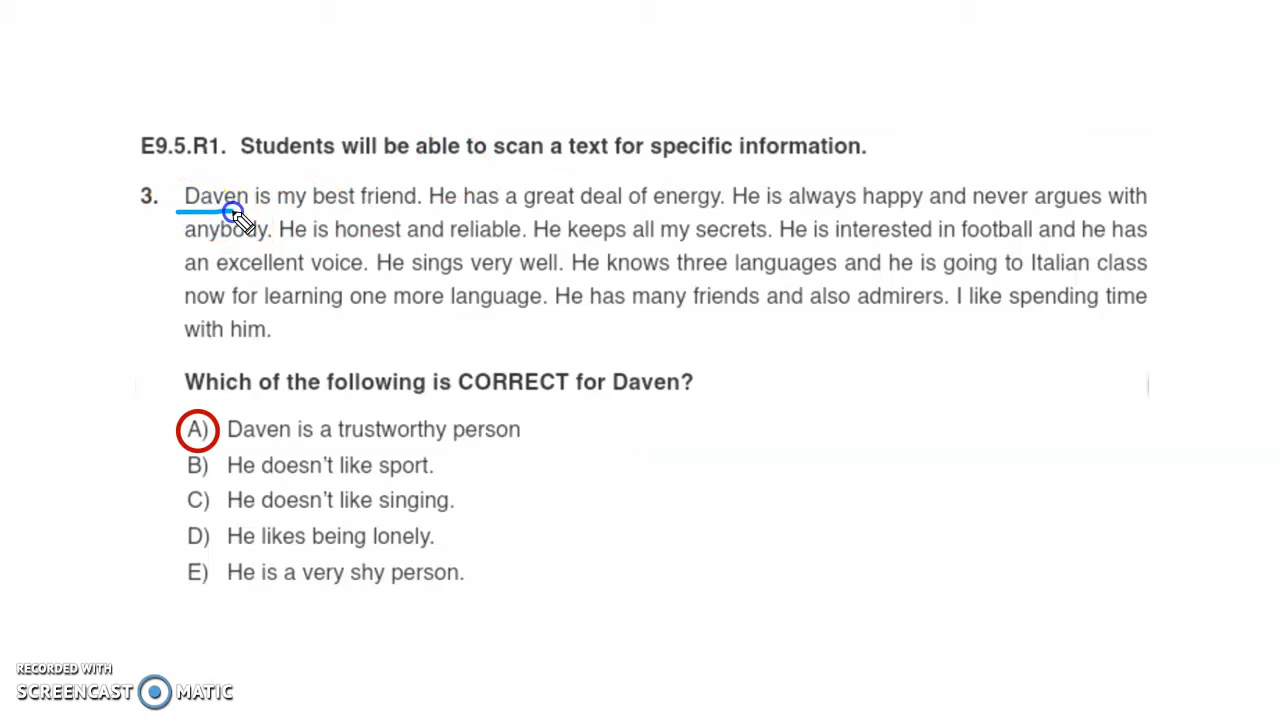 E9.5.R1. Students will be able to scan a text for specific information.
3. Daven is my best friend. He has a great deal of energy. He is always happy and never argues with
anybody. He is honest and reliable. He keeps all my secrets. He is interested in football and he has
an excellent voice. He sings very well. He knows three languages and he is going to Italian class
now for learning one more language. He has many friends and also admirers. I like spending time
with him.
Which of the following is CORRECT for Daven?
A) Daven is a trustworthy person
B) He doesn't like sport.
C) He doesn't like singing.
D) He likes being lonely.
E) He is a very shy person.
RECORDED WITH
SCREENCAST MATIC